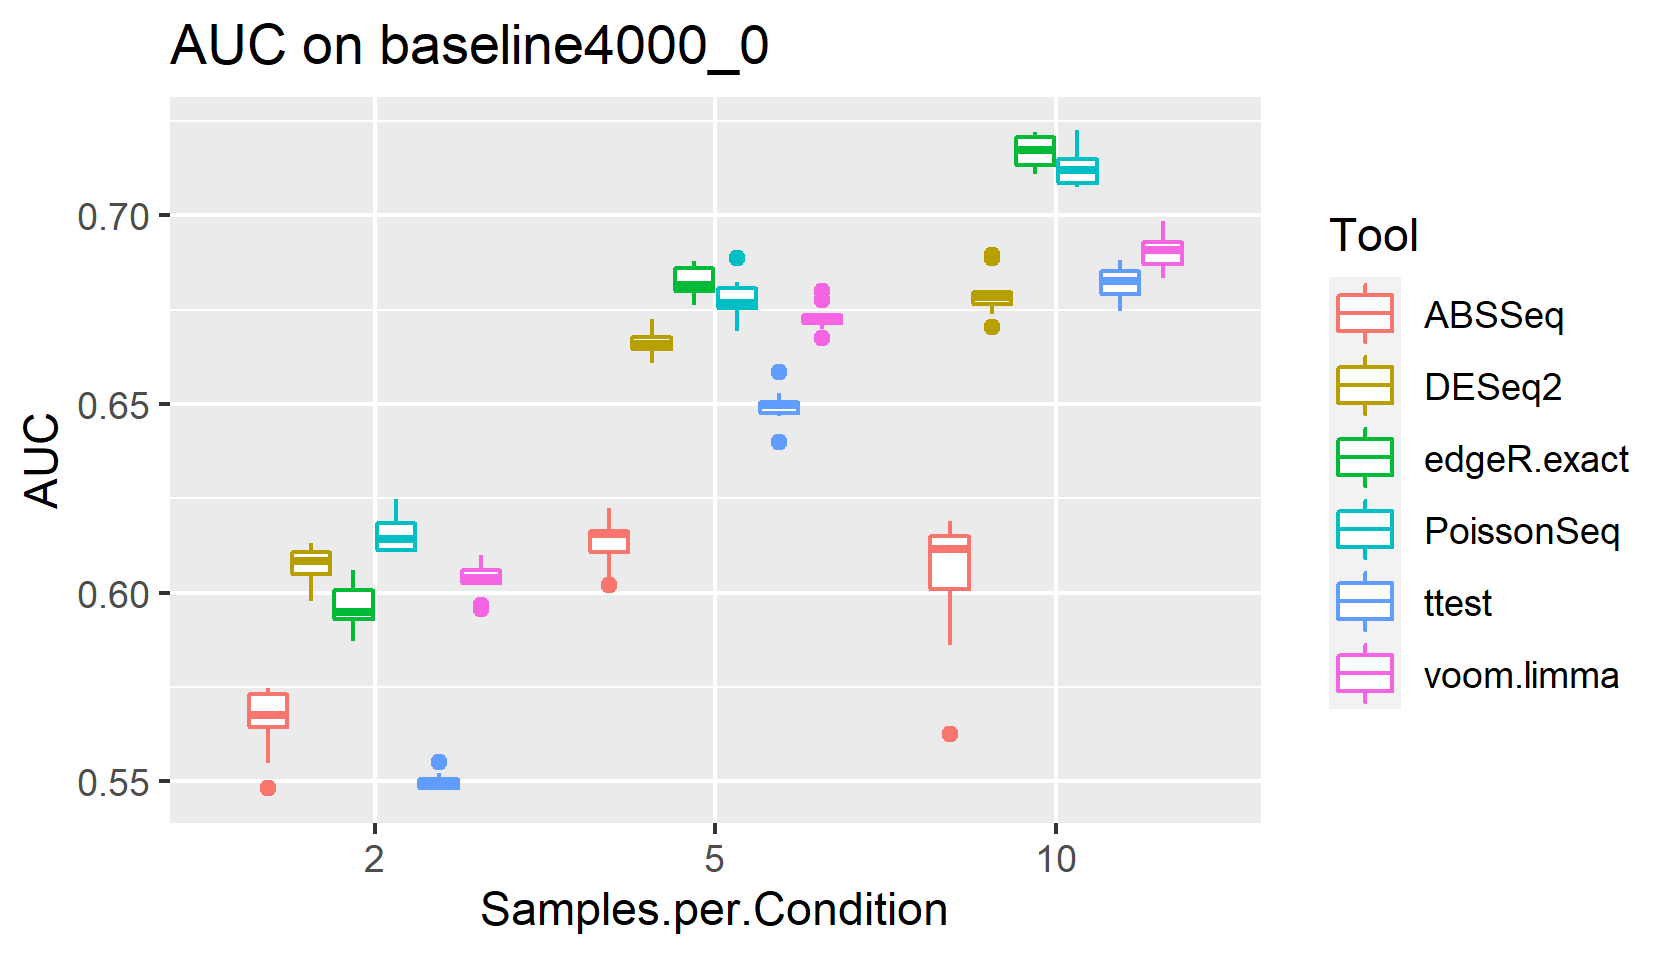 AUC on baseline4000_0
0.70
0.65
0.60
0.55
AUC
2 5 10
Samples.per.Condition
Tool
ABSSeq
DESeq2
edgeR.exact
PoissonSeq
ttest
voom.limma